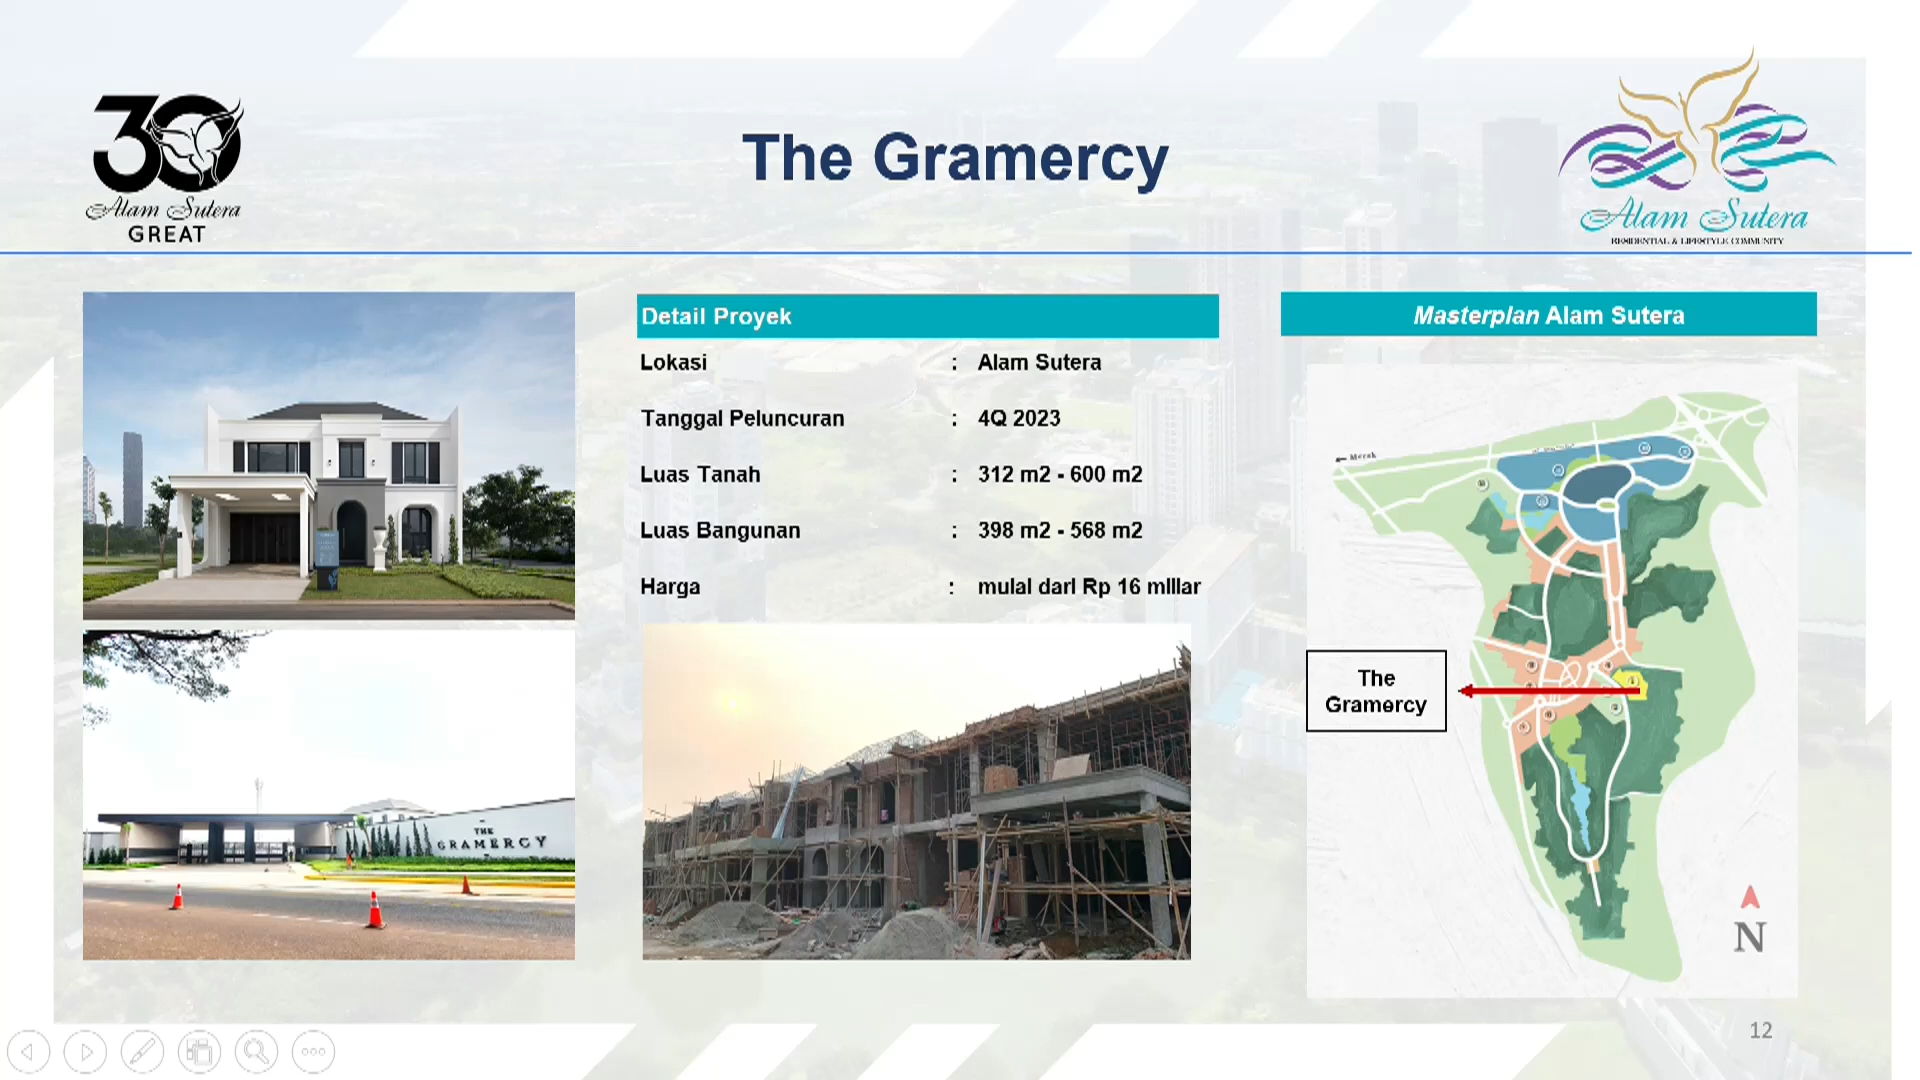 30
Alam Sutera
GREAT
The Gramercy
Alam Sutera
RESIDENTIAL & LIFESTYLE COMMUNITY
Detail Proyek
Lokasi : Alam Sutera
Tanggal Peluncuran : 4Q 2023
Luas Tanah : 312 m2 - 600 m2
Luas Bangunan : 398 m2 - 568 m2
Harga : mulai dari Rp 16 miliar
THE
GRAMERCY
Masterplan Alam Sutera
Merak
The
Gramercy
N
12